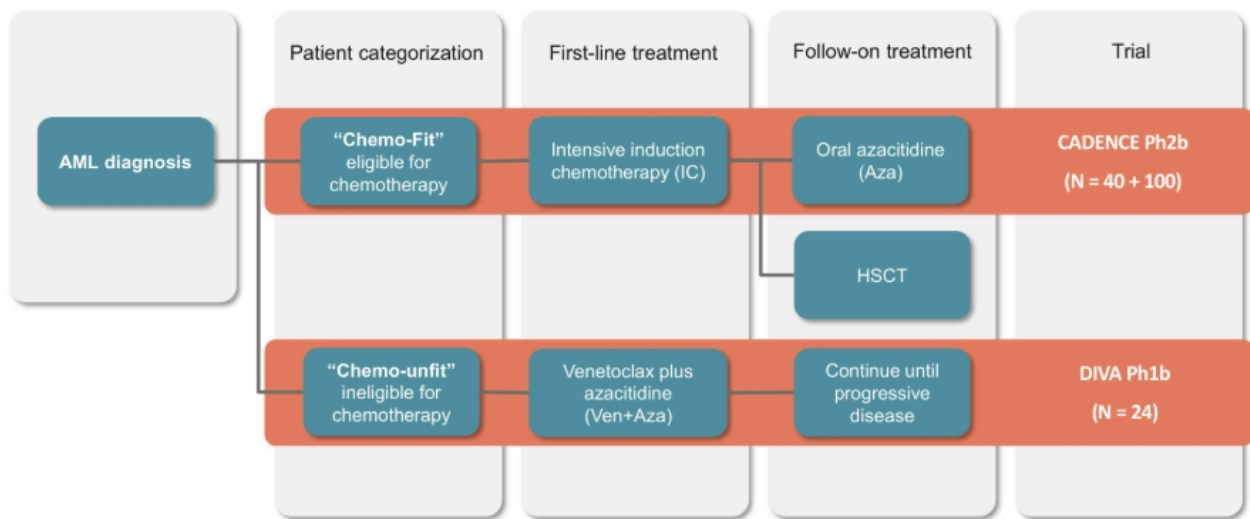 Patient categorization
First-line treatment
Follow-on treatment
Trial
AML diagnosis
“Chemo-Fit”
eligible for
chemotherapy
Intensive induction
chemotherapy (IC)
Oral azacitidine
(Aza)
CADENCE Ph2b
(N = 40 + 100)
HSCT
“Chemo-unfit”
ineligible for
chemotherapy
Venetoclax plus
azacitidine
(Ven+Aza)
Continue until
progressive
disease
DIVA Ph1b
(N = 24)